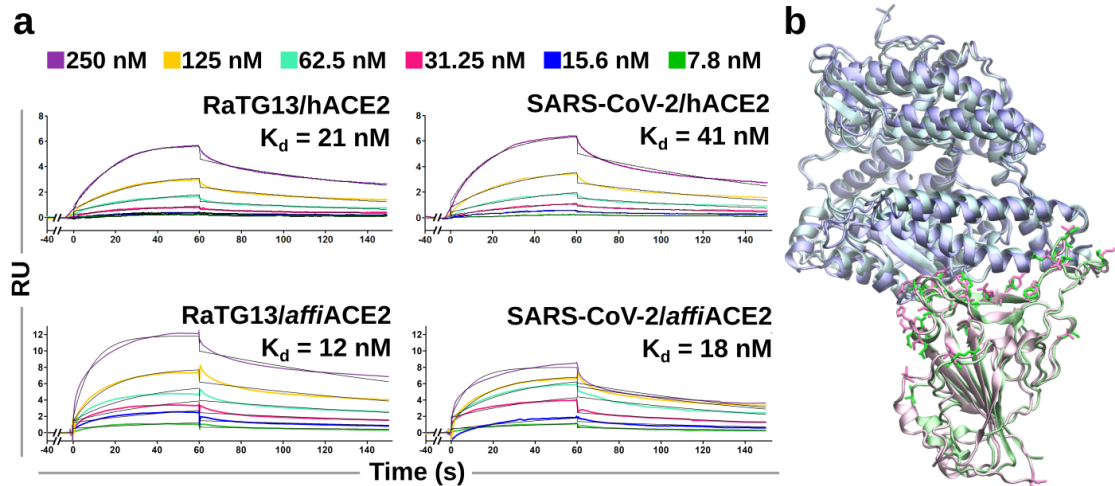 a
b
250 nM 125 nM 62.5 nM 31.25 nM 15.6 nM 7.8 nM
RaTG13/hACE2
Kd = 21 nM
8
6
4
2
0
-40 0 20 40 60 80 100 120 140
SARS-CoV-2/hACE2
Kd = 41 nM
8
6
4
2
0
-40 0 20 40 60 80 100 120 140
RU
RaTG13/affiACE2
Kd = 12 nM
12
10
8
6
4
2
0
-40 0 20 40 60 80 100 120 140
SARS-CoV-2/affiACE2
Kd = 18 nM
12
10
8
6
4
2
0
-40 0 20 40 60 80 100 120 140
Time (s)